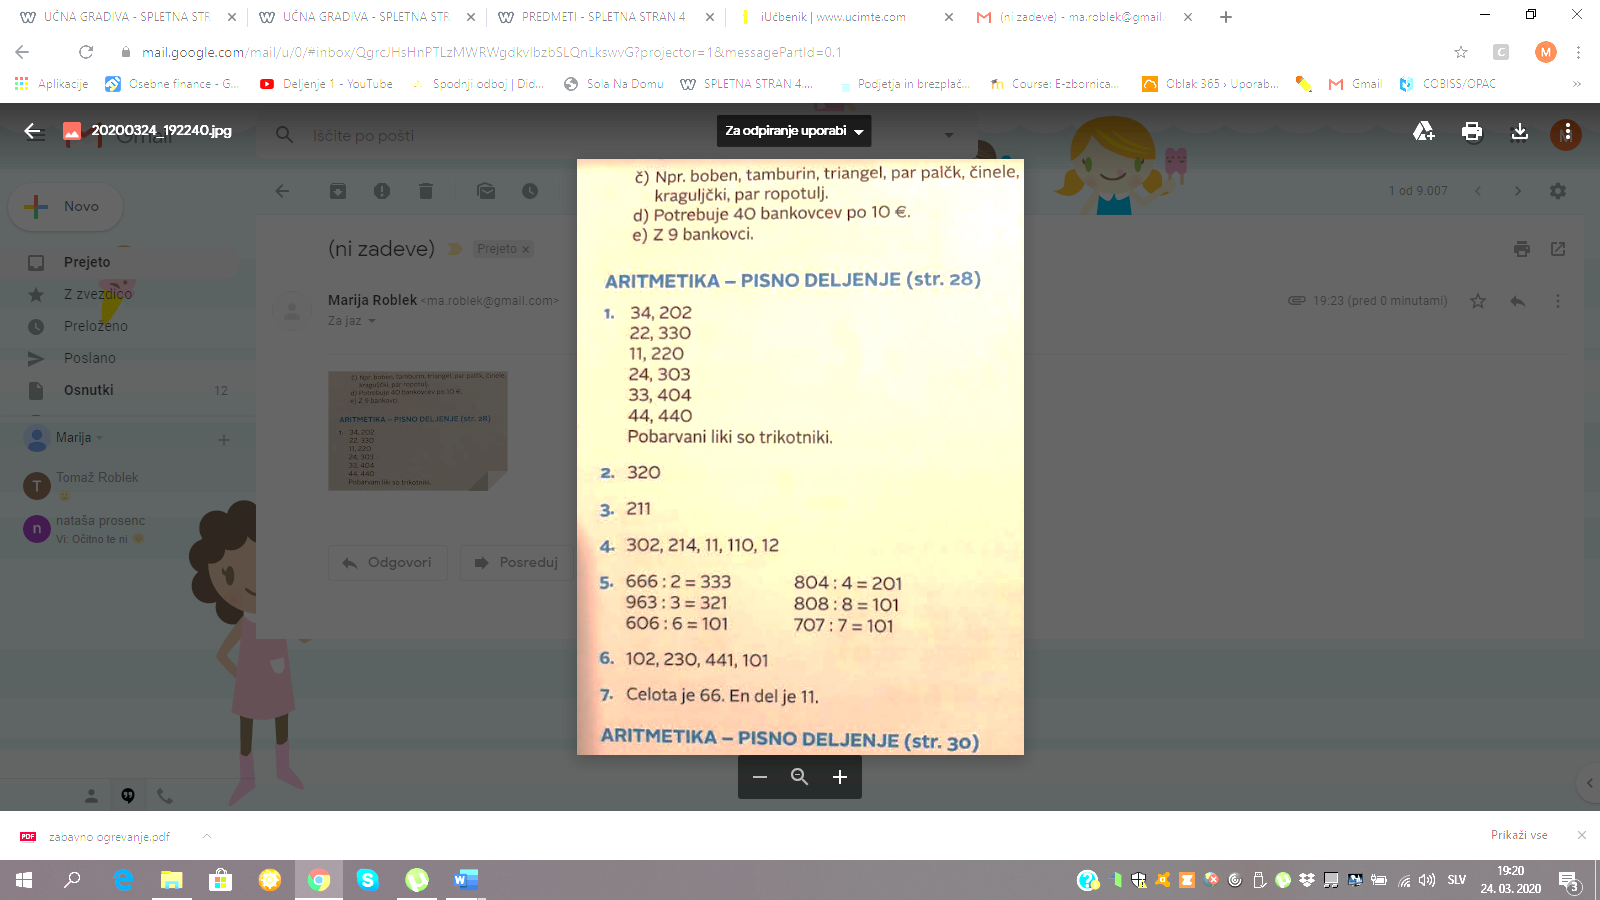 UČNA GRADIVA - SPLETNA STR
UČNA GRADIVA - SPLETNA STR
PREDMETI - SPLETNA STRAN 4
iUčbenik | www.ucimte.com
(ni zadeve) - ma.roblek@gmail.
mail.google.com/mail/u/0/#inbox/QgrcJHsHnPTLzMWRWgdkvlbzbSLQnLkswvG?projector=1&messagePartId=0.1
Aplikacije
Osebne finance - G...
Deljenje 1 - YouTube
Spodnji odboj | Did...
Sola Na Domu
SPLETNA STRAN 4....
Podjetja in brezplač...
Course: E-zbornica...
Oblak 365 › Uporab...
Gmail
COBISS/OPAC
20200324_192240.jpg
Za odpiranje uporabi
Iščite po pošti
1 od 9.007
Novo
(ni zadeve)
Prejeto
Prejeto
Z zvezdico
Preloženo
Poslano
Osnutki 12
Marija Roblek <ma.roblek@gmail.com>
Za jaz
19:23 (pred 0 minutami)
Marija
Tomaž Roblek
nataša prosenc
Vi: Očitno te ni
Odgovori
Posreduj
č) Npr. boben, tamburin, triangel, par palčk, činele,
kraguljčki, par ropotulj.
d) Potrebuje 40 bankovcev po 10 €.
e) Z 9 bankovci.
ARITMETIKA – PISNO DELJENJE (str. 28)
1. 34, 202
22, 330
11, 220
24, 303
33, 404
44, 440
Pobarvani liki so trikotniki.
2. 320
3. 211
4. 302, 214, 11, 110, 12
5. 666 : 2 = 333 804 : 4 = 201
963 : 3 = 321 808 : 8 = 101
606 : 6 = 101 707 : 7 = 101
6. 102, 230, 441, 101
7. Celota je 66. En del je 11.
ARITMETIKA – PISNO DELJENJE (str. 30)
zabavno ogrevanje.pdf
Prikaži vse
SLV
19:20
24. 03. 2020
3